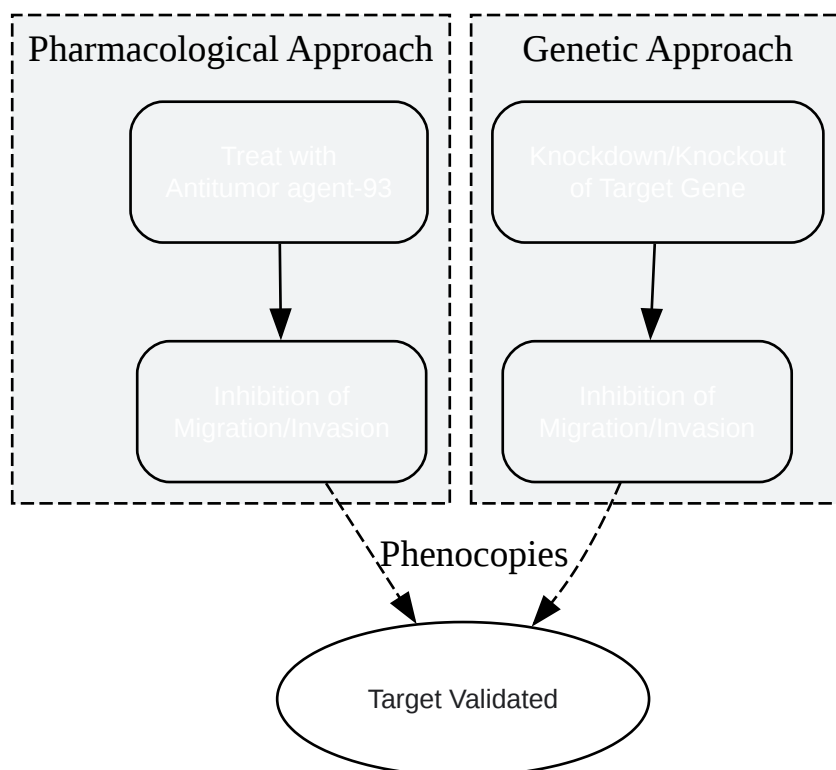 Pharmacological Approach
Genetic Approach
Treat with
Antitumor agent-93
Knockdown/Knockout
of Target Gene
Inhibition of
Migration/Invasion
Inhibition of
Migration/Invasion
Phenocopies
Target Validated